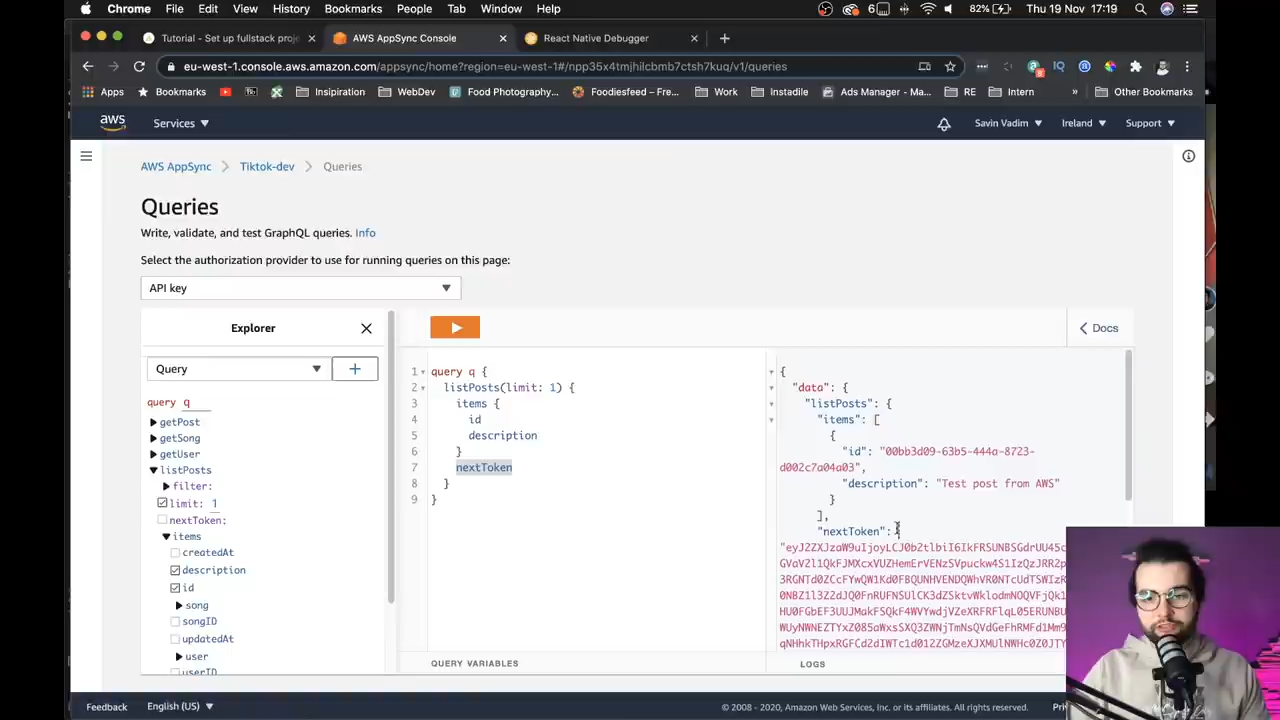 Chrome File Edit View History Bookmarks People Tab Window Help
6 82% Thu 19 Nov 17:19
Tutorial - Set up fullstack proj
AWS AppSync Console
React Native Debugger
eu-west-1.console.aws.amazon.com/appsync/home?region=eu-west-1#/npp35x4tmjhilcbmb7ctsh7kuq/v1/queries
Apps Bookmarks Insipiration WebDev Food Photography... Foodiesfeed – Fre... Work Instadile Ads Manager - Ma... RE Intern » Other Bookmarks
aws Services Savin Vadim Ireland Support
AWS AppSync Tiktok-dev Queries
Queries
Write, validate, and test GraphQL queries. Info
Select the authorization provider to use for running queries on this page:
API key
Explorer
Docs
Query
query q
getPost
getSong
getUser
listPosts
filter:
limit: 1
nextToken:
items
createdAt
description
id
song
songID
updatedAt
user
userID
1 query q {
2 listPosts(limit: 1) {
3 items {
4 id
5 description
6 }
7 nextToken
8 }
9 }
QUERY VARIABLES
{
"data": {
"listPosts": {
"items": [
{
"id": "00bb3d09-63b5-444a-8723-
d002c7a04a03",
"description": "Test post from AWS"
}
],
"nextToken":
LOGS
Feedback English (US) © 2008 - 2020, Amazon Web Services, Inc. or its affiliates. All rights reserved.